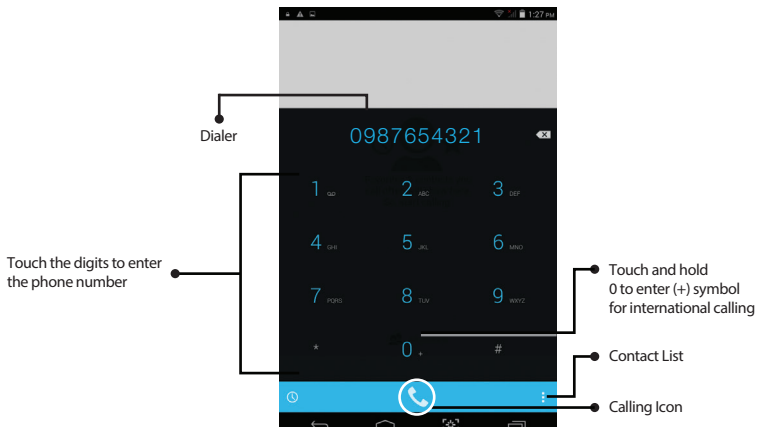 1:27 PM
Dialer
0987654321
1
2 ABC
3 DEF
4 GHI
5 JKL
6 MNO
7 PQRS
8 TUV
9 WXYZ
*
0 +
#
Touch the digits to enter
the phone number
Touch and hold
0 to enter (+) symbol
for international calling
Contact List
Calling Icon